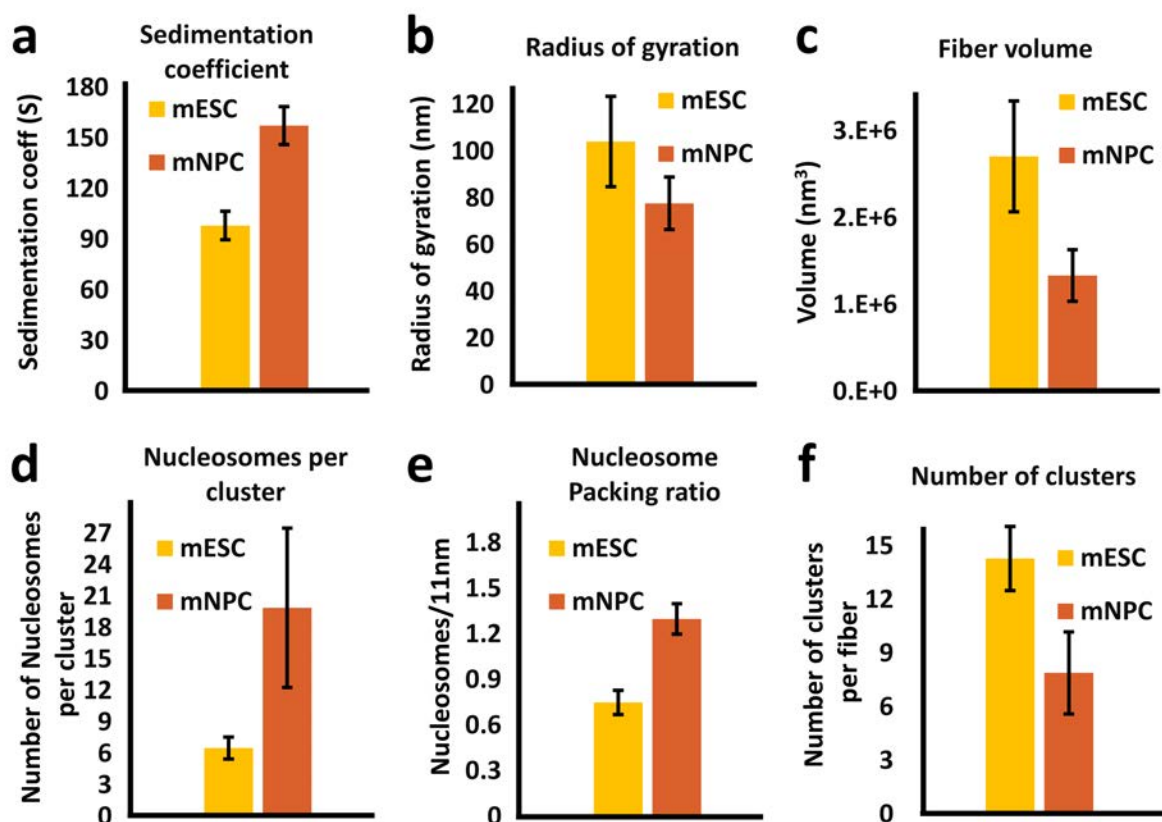 a
Sedimentation
coefficient
Sedimentation coeff (S)
180
150
120
90
60
30
0
mESC
mNPC
b
Radius of gyration
Radius of gyration (nm)
120
100
80
60
40
20
0
mESC
mNPC
c
Fiber volume
Volume (nm³)
3.E+6
2.E+6
1.E+6
0.E+0
mESC
mNPC
d
Nucleosomes per
cluster
Number of Nucleosomes
per cluster
27
24
21
18
15
12
9
6
3
0
mESC
mNPC
e
Nucleosome
Packing ratio
Nucleosomes/11nm
1.8
1.5
1.2
0.9
0.6
0.3
0
mESC
mNPC
f
Number of clusters
Number of clusters
per fiber
15
12
9
6
3
0
mESC
mNPC